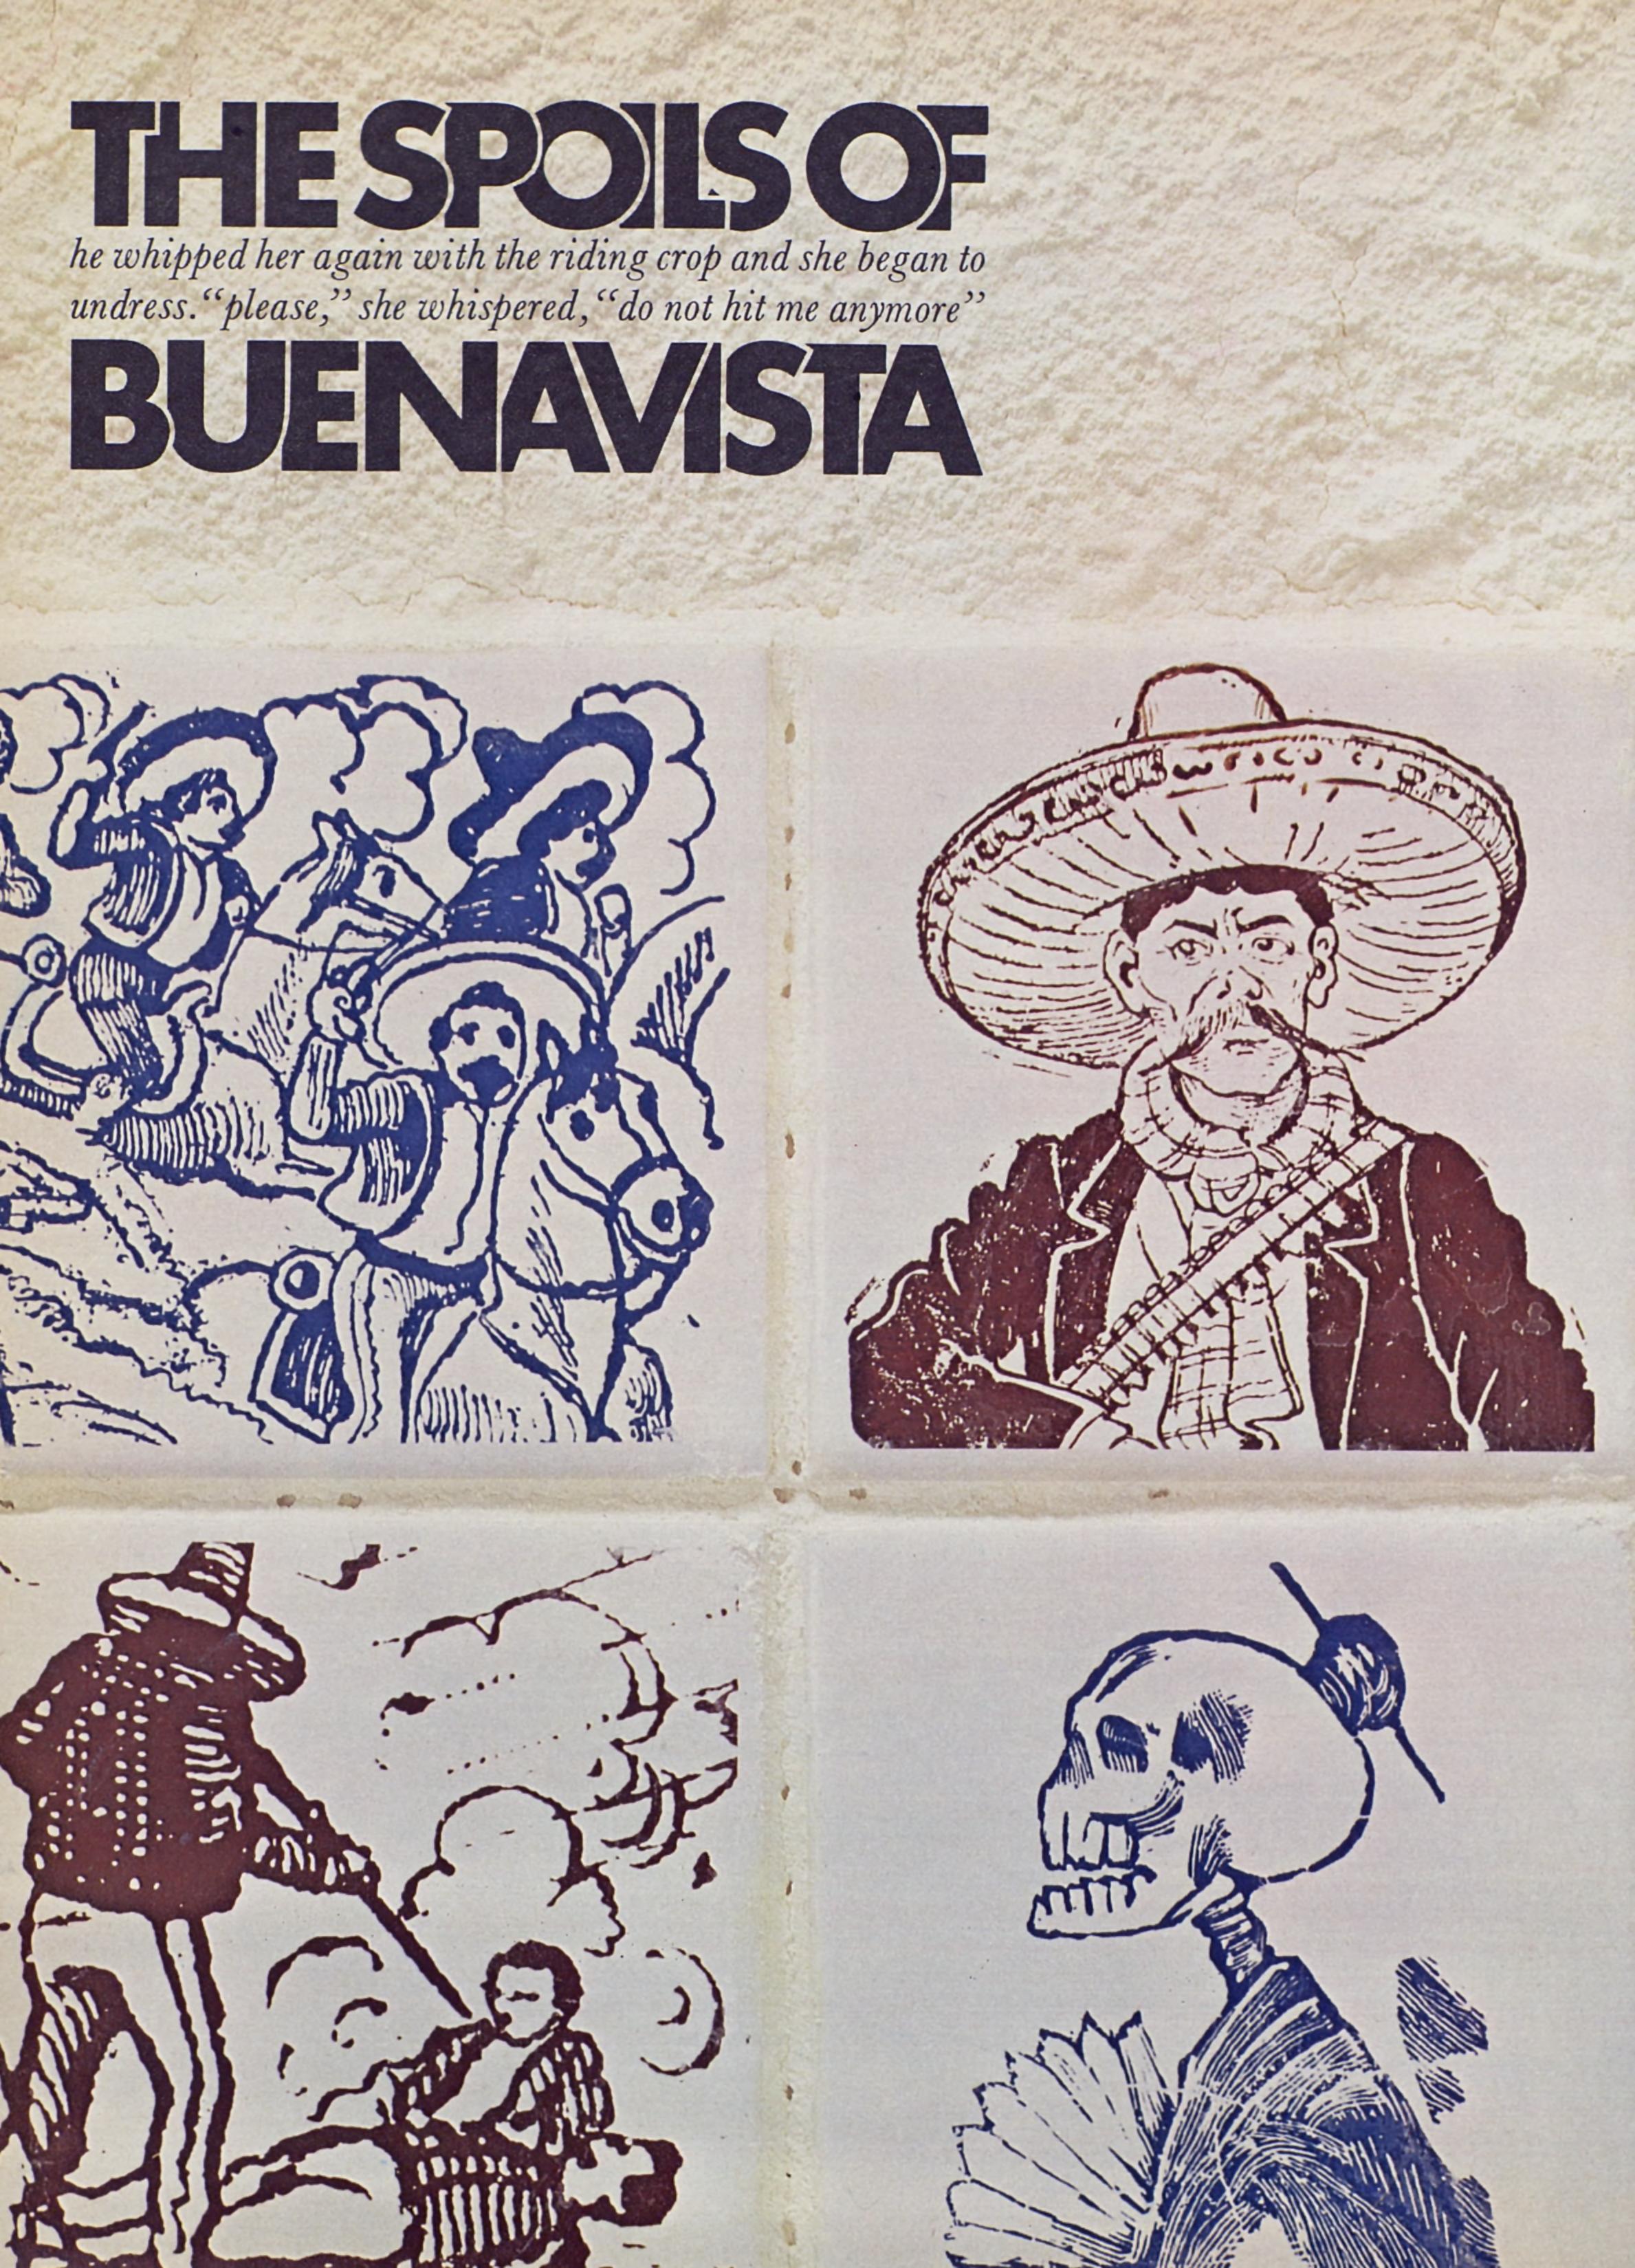 THE SPOILS OF
he whipped her again with the riding crop and she began to
undress. “please,” she whispered, “do not hit me anymore”
BUENAVISTA